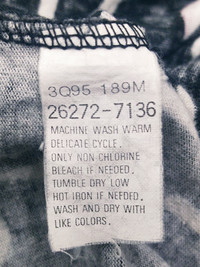 3Q95 189M
26272-7136
MACHINE WASH WARM
DELICATE CYCLE.
ONLY NON CHLORINE
BLEACH IF NEEDED.
TUMBLE DRY LOW
HOT IRON IF NEEDED.
WASH AND DRY WITH
LIKE COLORS.